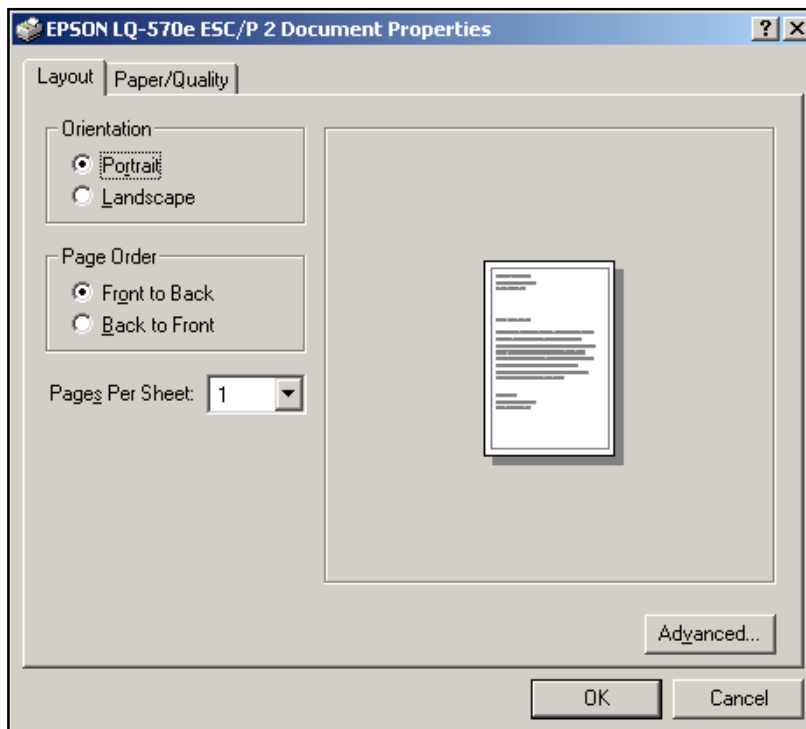 EPSON LQ-570e ESC/P 2 Document Properties
Layout
Paper/Quality
Orientation
Portrait
Landscape
Page Order
Front to Back
Back to Front
Pages Per Sheet: 1
Advanced...
OK
Cancel